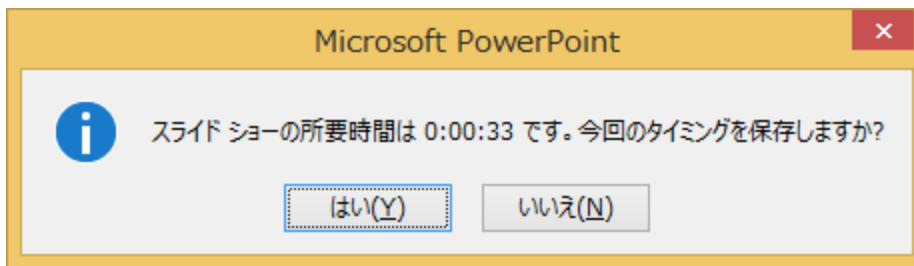 Microsoft PowerPoint
スライド ショーの所要時間は 0:00:33 です。今回のタイミングを保存しますか?
はい(Y) いいえ(N)